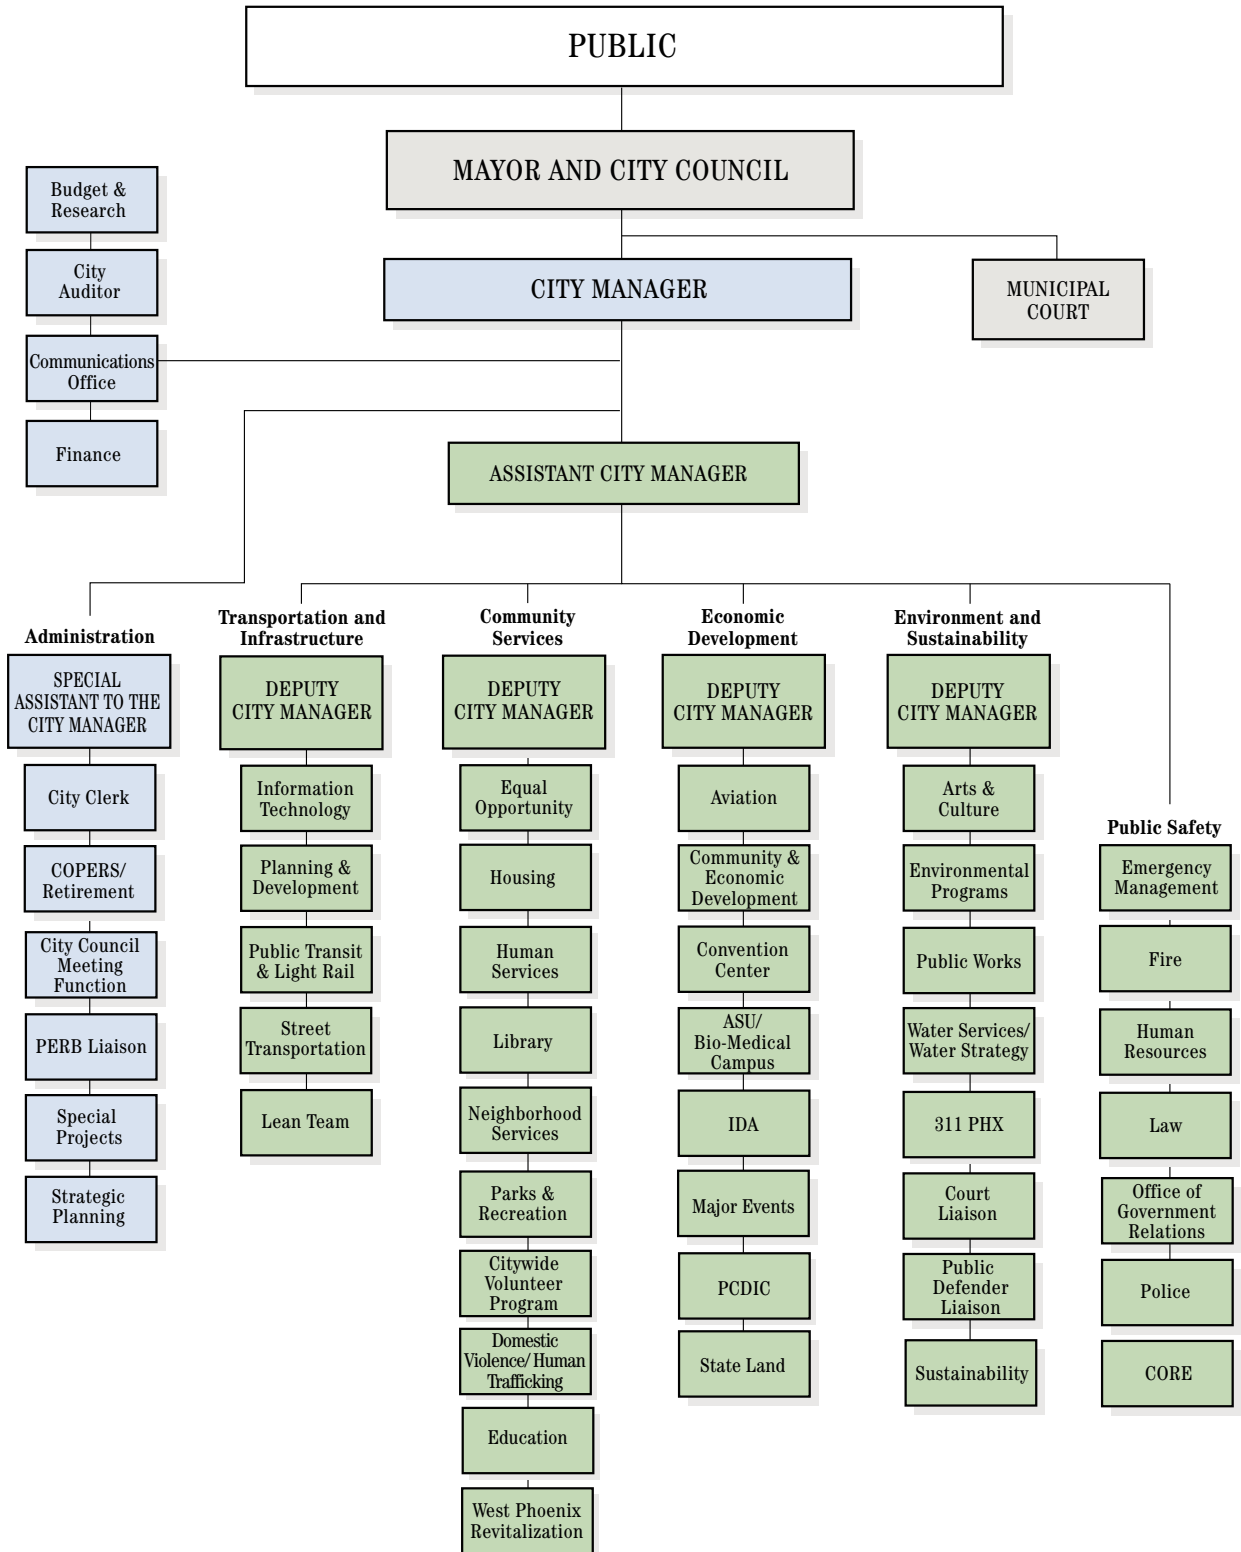 PUBLIC
MAYOR AND CITY COUNCIL
Budget &
Research
City
Auditor
Communications
Office
Finance
CITY MANAGER
MUNICIPAL
COURT
ASSISTANT CITY MANAGER
Administration
SPECIAL
ASSISTANT TO THE
CITY MANAGER
City Clerk
COPERS/
Retirement
City Council
Meeting
Function
PERB Liaison
Special
Projects
Strategic
Planning
Transportation and
Infrastructure
DEPUTY
CITY MANAGER
Information
Technology
Planning &
Development
Public Transit
& Light Rail
Street
Transportation
Lean Team
Community
Services
DEPUTY
CITY MANAGER
Equal
Opportunity
Housing
Human
Services
Library
Neighborhood
Services
Parks &
Recreation
Citywide
Volunteer
Program
Domestic
Violence/ Human
Trafficking
Education
West Phoenix
Revitalization
Economic
Development
DEPUTY
CITY MANAGER
Aviation
Community &
Economic
Development
Convention
Center
ASU/
Bio-Medical
Campus
IDA
Major Events
PCDIC
State Land
Environment and
Sustainability
DEPUTY
CITY MANAGER
Arts &
Culture
Environmental
Programs
Public Works
Water Services/
Water Strategy
311 PHX
Court
Liaison
Public
Defender
Liaison
Sustainability
Public Safety
Emergency
Management
Fire
Human
Resources
Law
Office of
Government
Relations
Police
CORE